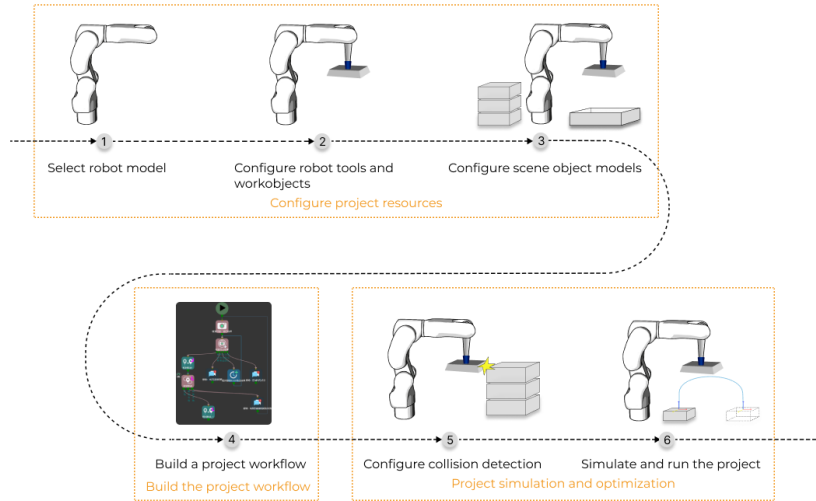 1
2
3
Select robot model
Configure robot tools and
workobjects
Configure scene object models
Configure project resources
4
5
6
Build a project workflow
Configure collision detection
Simulate and run the project
Build the project workflow
Project simulation and optimization